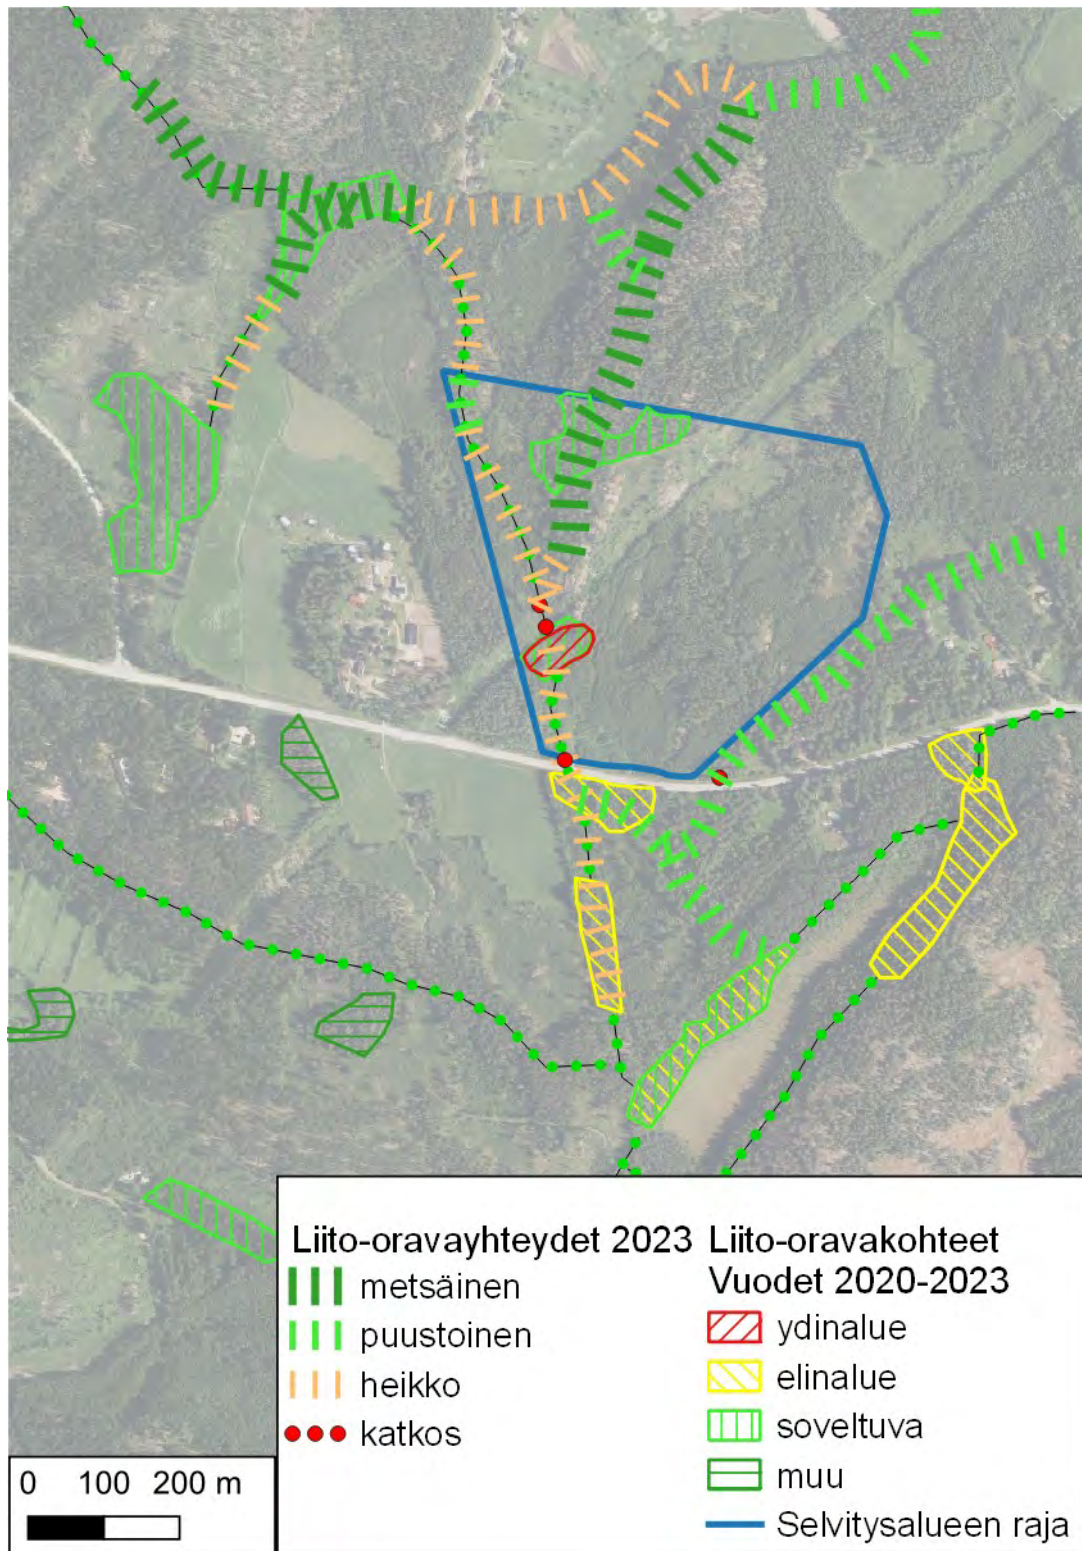 Liito-oravayhteydet 2023
metsäinen
puustoinen
heikko
katkos
Liito-oravakohteet
Vuodet 2020-2023
ydinalue
elinalue
soveltuva
muu
Selvitysalueen raja
0 100 200 m